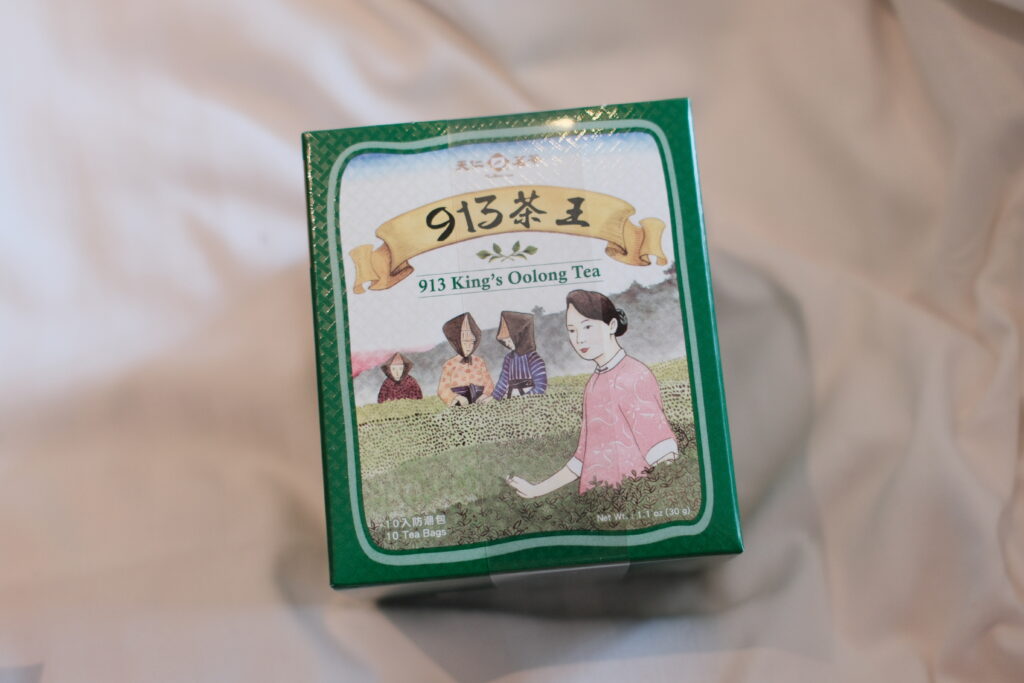 天仁茗茶
913茶王
913 King's Oolong Tea
10入防潮包
10 Tea Bags
Net Wt.: 1.1 oz (30 g)